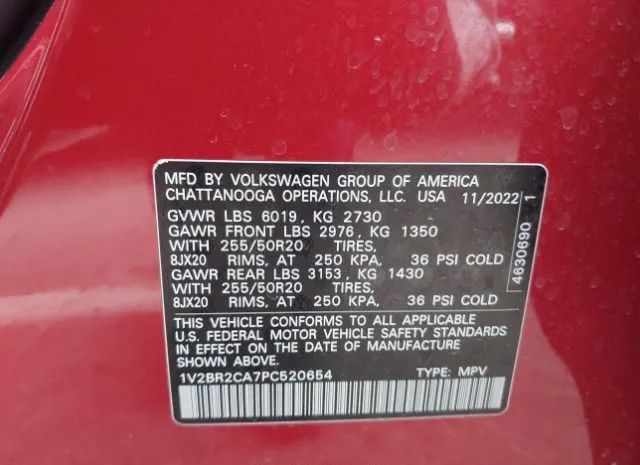 MFD BY VOLKSWAGEN GROUP OF AMERICA
CHATTANOOGA OPERATIONS, LLC. USA 11/2022
GVWR LBS 6019, KG 2730
GAWR FRONT LBS 2976, KG 1350
WITH 255/50R20 TIRES,
8JX20 RIMS, AT 250 KPA, 36 PSI COLD
GAWR REAR LBS 3153, KG 1430
WITH 255/50R20 TIRES,
8JX20 RIMS, AT 250 KPA, 36 PSI COLD
THIS VEHICLE CONFORMS TO ALL APPLICABLE
U.S. FEDERAL MOTOR VEHICLE SAFETY STANDARDS
IN EFFECT ON THE DATE OF MANUFACTURE
SHOWN ABOVE.
1V2BR2CA7PC520654 TYPE: MPV
4630690 1